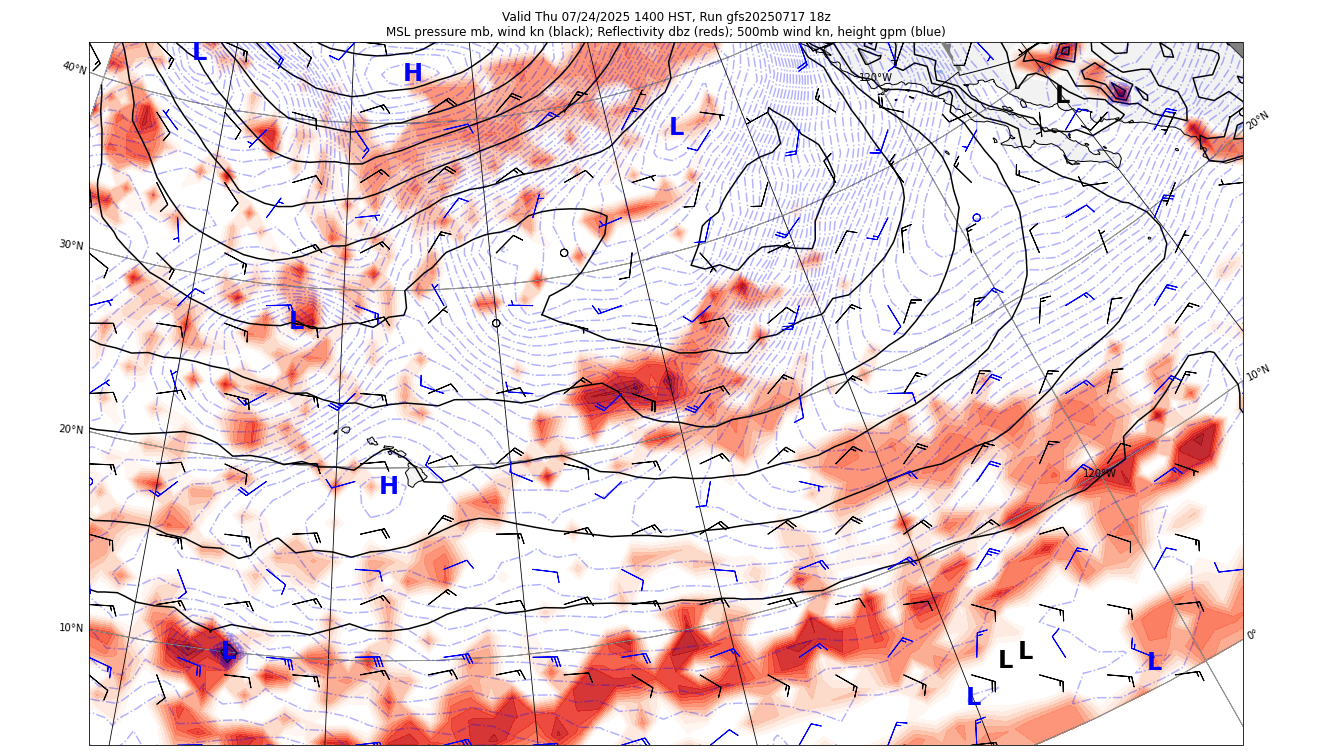 Valid Thu 07/24/2025 1400 HST, Run gfs20250717 18z
MSL pressure mb, wind kn (black); Reflectivity dbz (reds); 500mb wind kn, height gpm (blue)
L
H
40°N
120°W
L
L
20°N
30°N
L
10°N
20°N
120°W
H
10°N
0°
L
L
L
L
L